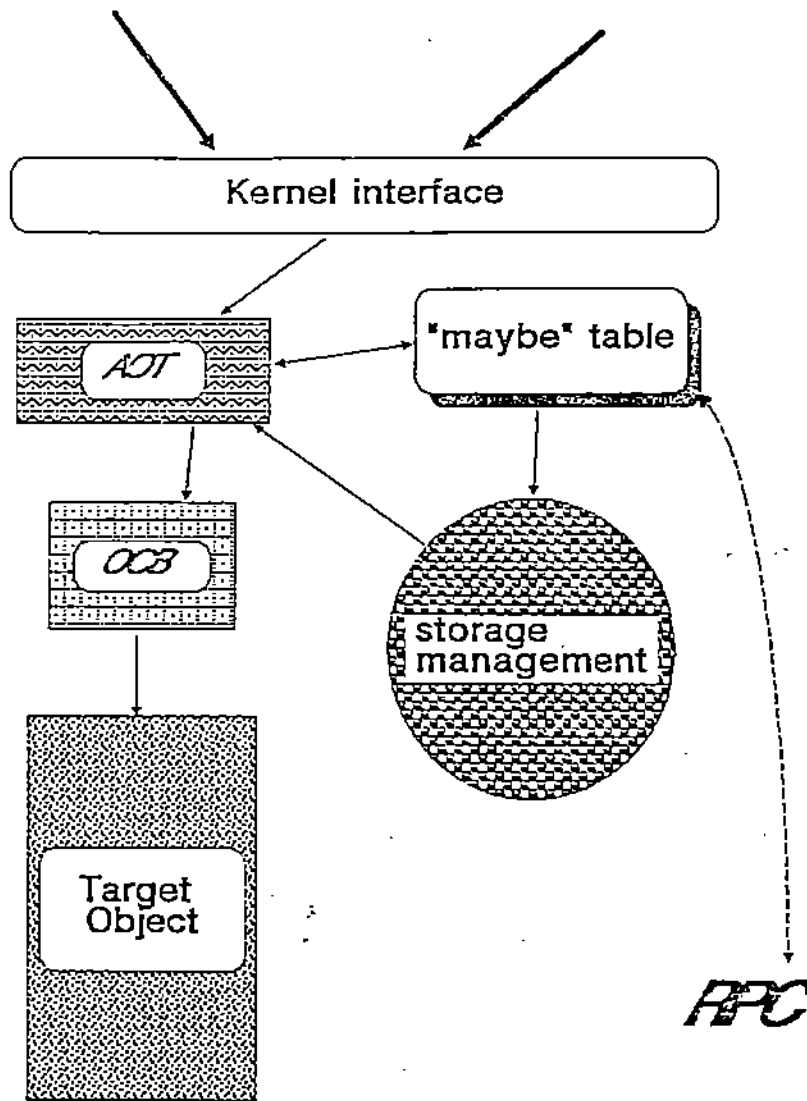 Kernel interface
AOT
"maybe" table
OCB
storage
management
Target
Object
RPC